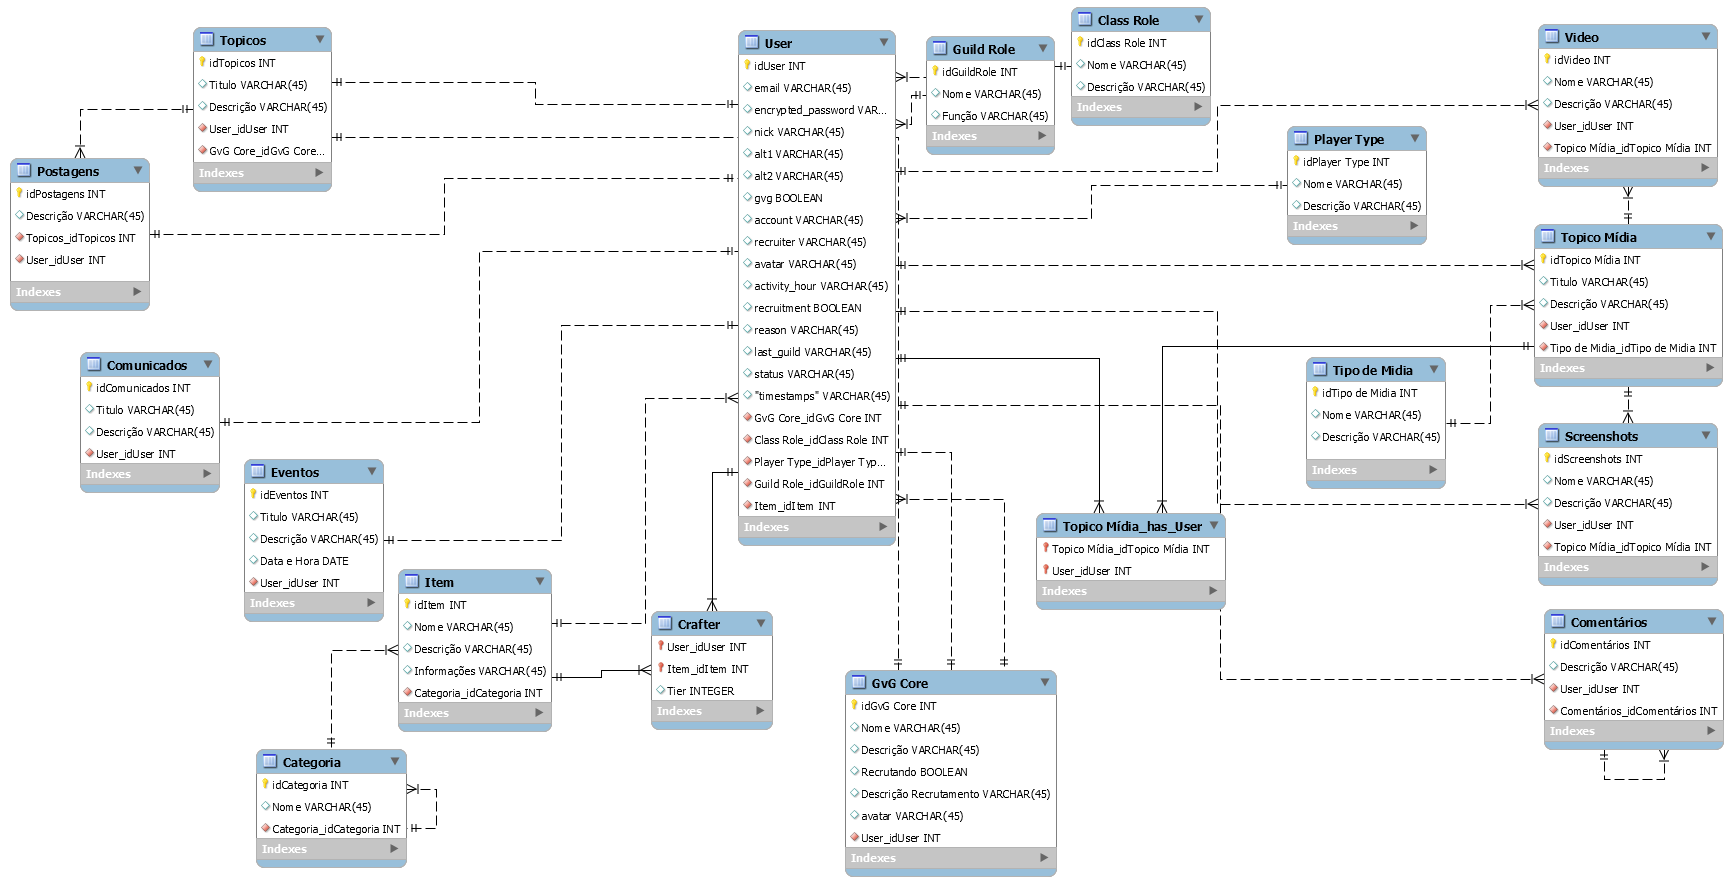 Topicos
idTopicos INT
Titulo VARCHAR(45)
Descrição VARCHAR(45)
User_idUser INT
GvG Core_idGvG Core...
Indexes
Postagens
idPostagens INT
Descrição VARCHAR(45)
Topicos_idTopicos INT
User_idUser INT
Indexes
Comunicados
idComunicados INT
Titulo VARCHAR(45)
Descrição VARCHAR(45)
User_idUser INT
Indexes
Eventos
idEventos INT
Titulo VARCHAR(45)
Descrição VARCHAR(45)
Data e Hora DATE
User_idUser INT
Indexes
Item
idItem INT
Nome VARCHAR(45)
Descrição VARCHAR(45)
Informações VARCHAR(45)
Categoria_idCategoria INT
Indexes
Categoria
idCategoria INT
Nome VARCHAR(45)
Categoria_idCategoria INT
Indexes
Crafter
User_idUser INT
Item_idItem INT
Tier INTEGER
Indexes
User
idUser INT
email VARCHAR(45)
encrypted_password VAR...
nick VARCHAR(45)
alt1 VARCHAR(45)
alt2 VARCHAR(45)
gvg BOOLEAN
account VARCHAR(45)
recruiter VARCHAR(45)
avatar VARCHAR(45)
activity_hour VARCHAR(45)
recruitment BOOLEAN
reason VARCHAR(45)
last_guild VARCHAR(45)
status VARCHAR(45)
"timestamps" VARCHAR(45)
GvG Core_idGvG Core INT
Class Role_idClass Role INT
Player Type_idPlayer Typ...
Guild Role_idGuildRole INT
Item_idItem INT
Indexes
Guild Role
idGuildRole INT
Nome VARCHAR(45)
Função VARCHAR(45)
Indexes
Class Role
idClass Role INT
Nome VARCHAR(45)
Descrição VARCHAR(45)
Indexes
Player Type
idPlayer Type INT
Nome VARCHAR(45)
Descrição VARCHAR(45)
Indexes
Video
idVideo INT
Nome VARCHAR(45)
Descrição VARCHAR(45)
User_idUser INT
Topico Mídia_idTopico Mídia INT
Indexes
Topico Mídia
idTopico Mídia INT
Titulo VARCHAR(45)
Descrição VARCHAR(45)
User_idUser INT
Tipo de Midia_idTipo de Midia INT
Indexes
Tipo de Midia
idTipo de Midia INT
Nome VARCHAR(45)
Descrição VARCHAR(45)
Indexes
Screenshots
idScreenshots INT
Nome VARCHAR(45)
Descrição VARCHAR(45)
User_idUser INT
Topico Mídia_idTopico Mídia INT
Indexes
Topico Mídia_has_User
Topico Mídia_idTopico Mídia INT
User_idUser INT
Indexes
Comentários
idComentários INT
Descrição VARCHAR(45)
User_idUser INT
Comentários_idComentários INT
Indexes
GvG Core
idGvG Core INT
Nome VARCHAR(45)
Descrição VARCHAR(45)
Recrutando BOOLEAN
Descrição Recrutamento VARCHAR(45)
avatar VARCHAR(45)
User_idUser INT
Indexes